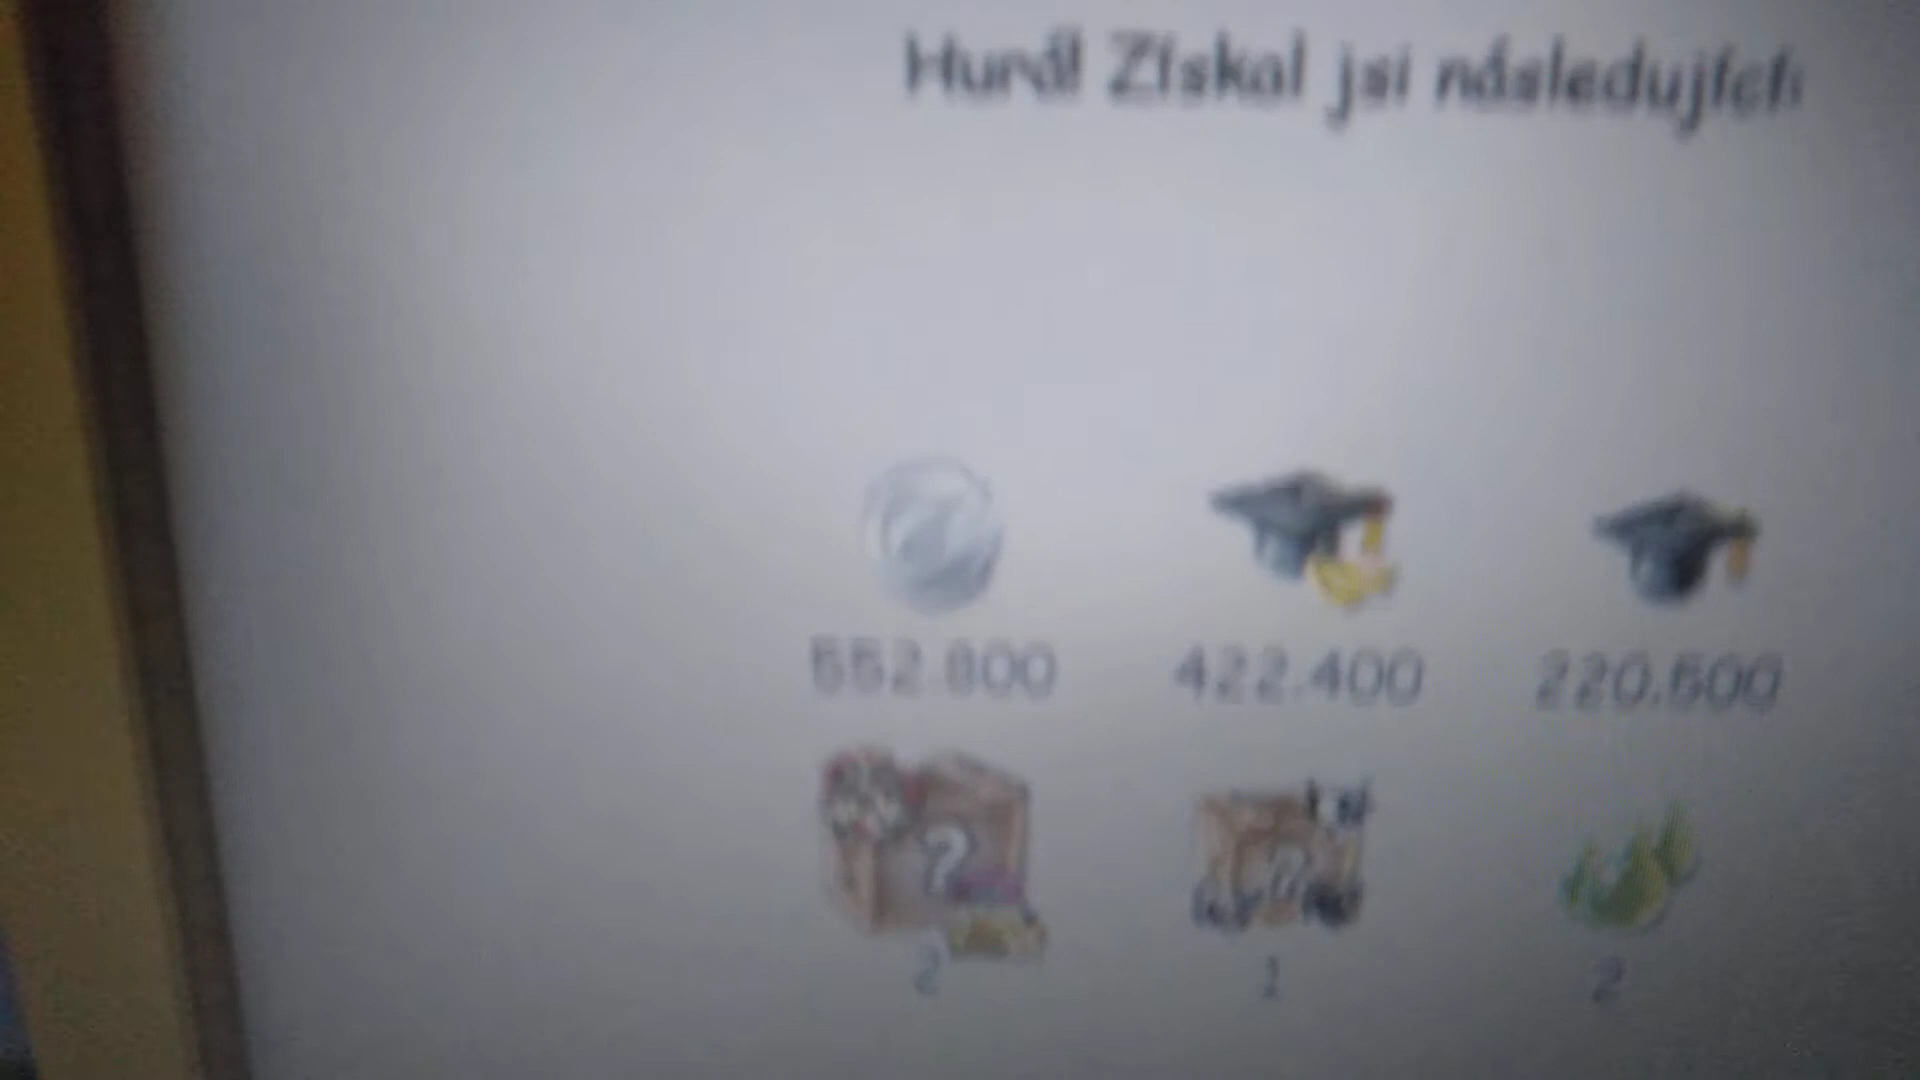 Hurá! Získal jsi následující
552.800 422.400 220.600
? ?
2 1 2